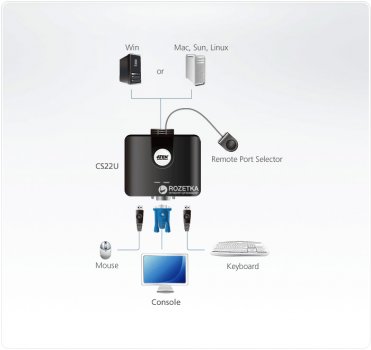 Win
or
Mac, Sun, Linux
Remote Port Selector
CS22U
ATEN
ROZETKA
Mouse
Keyboard
Console